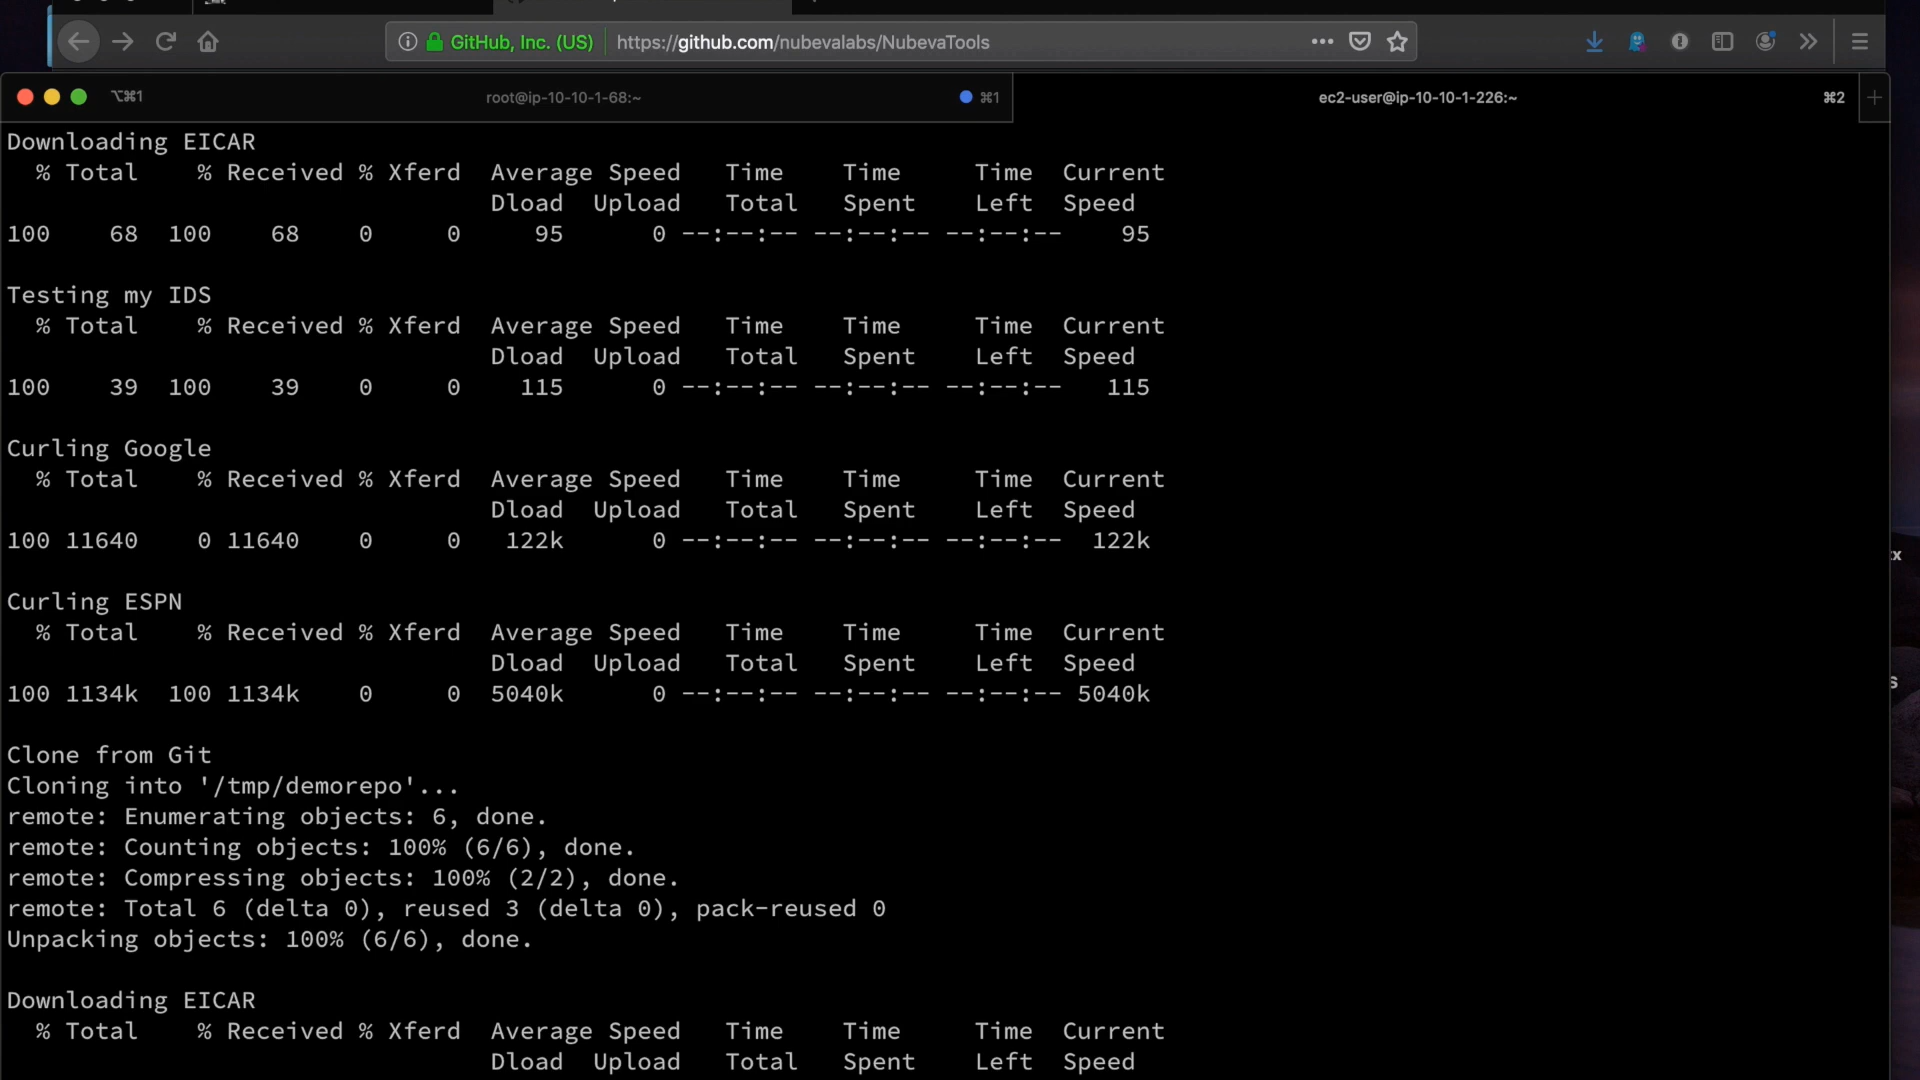 GitHub, Inc. (US) https://github.com/nubevalabs/NubevaTools
⌥⌘1 root@ip-10-10-1-68:~ ⌘1 ec2-user@ip-10-10-1-226:~ ⌘2
Downloading EICAR
% Total % Received % Xferd Average Speed Time Time Time Current
Dload Upload Total Spent Left Speed
100 68 100 68 0 0 95 0 --:--:-- --:--:-- --:--:-- 95
Testing my IDS
% Total % Received % Xferd Average Speed Time Time Time Current
Dload Upload Total Spent Left Speed
100 39 100 39 0 0 115 0 --:--:-- --:--:-- --:--:-- 115
Curling Google
% Total % Received % Xferd Average Speed Time Time Time Current
Dload Upload Total Spent Left Speed
100 11640 0 11640 0 0 122k 0 --:--:-- --:--:-- --:--:-- 122k
Curling ESPN
% Total % Received % Xferd Average Speed Time Time Time Current
Dload Upload Total Spent Left Speed
100 1134k 100 1134k 0 0 5040k 0 --:--:-- --:--:-- --:--:-- 5040k
Clone from Git
Cloning into '/tmp/demorepo'...
remote: Enumerating objects: 6, done.
remote: Counting objects: 100% (6/6), done.
remote: Compressing objects: 100% (2/2), done.
remote: Total 6 (delta 0), reused 3 (delta 0), pack-reused 0
Unpacking objects: 100% (6/6), done.
Downloading EICAR
% Total % Received % Xferd Average Speed Time Time Time Current
Dload Upload Total Spent Left Speed